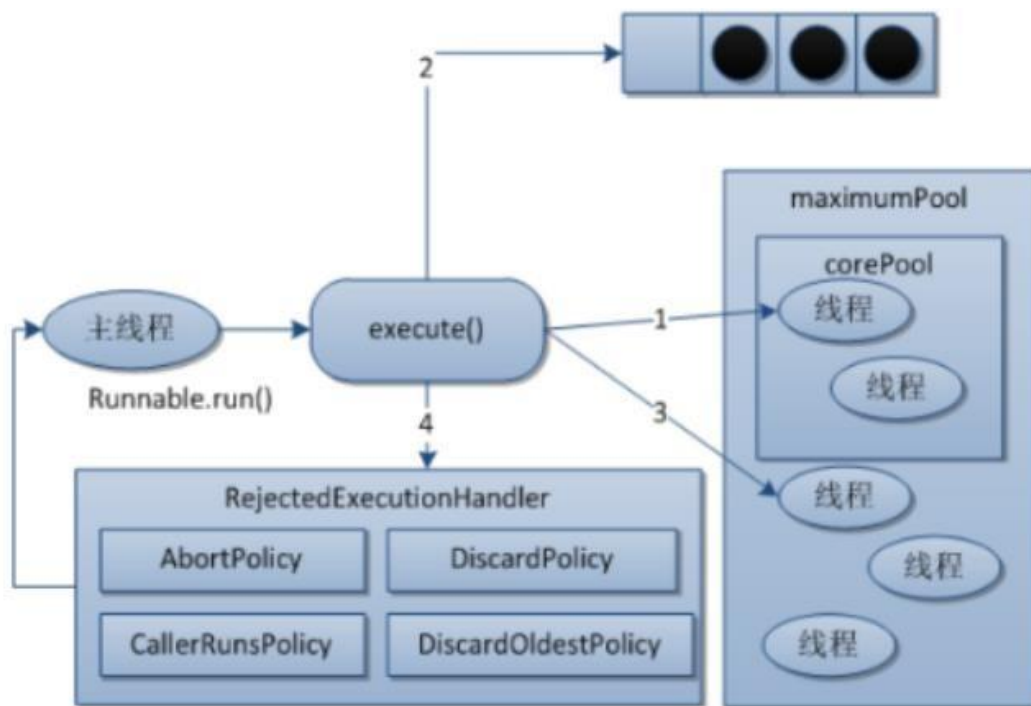 2
maximumPool
corePool
线程
线程
主线程
execute()
1
3
Runnable.run()
4
RejectedExecutionHandler
AbortPolicy
DiscardPolicy
CallerRunsPolicy
DiscardOldestPolicy
线程
线程
线程